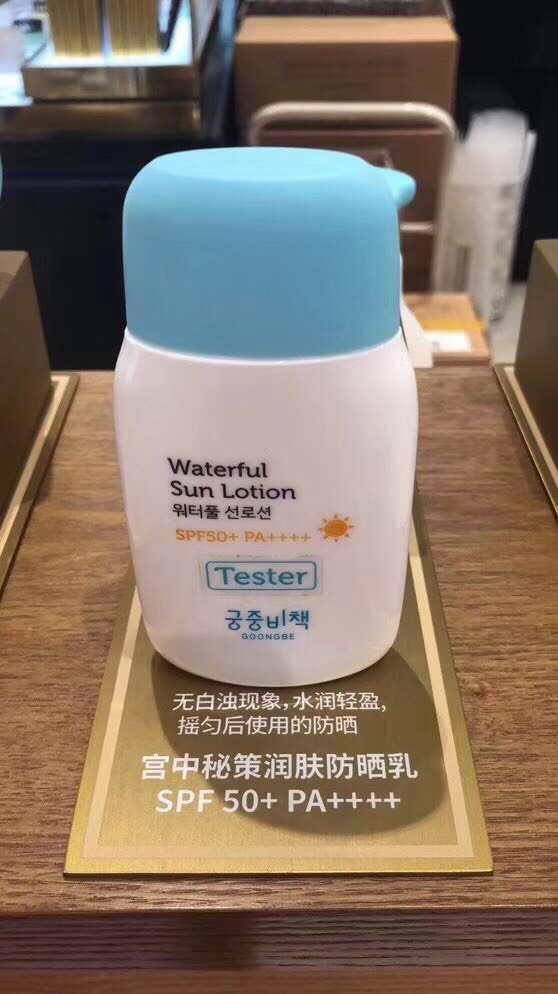 Waterful
Sun Lotion
워터풀 선로션
SPF50+ PA++++
Tester
궁중비책
GOONGBE
无白浊现象,水润轻盈,
摇匀后使用的防晒
宫中秘策润肤防晒乳
SPF 50+ PA++++